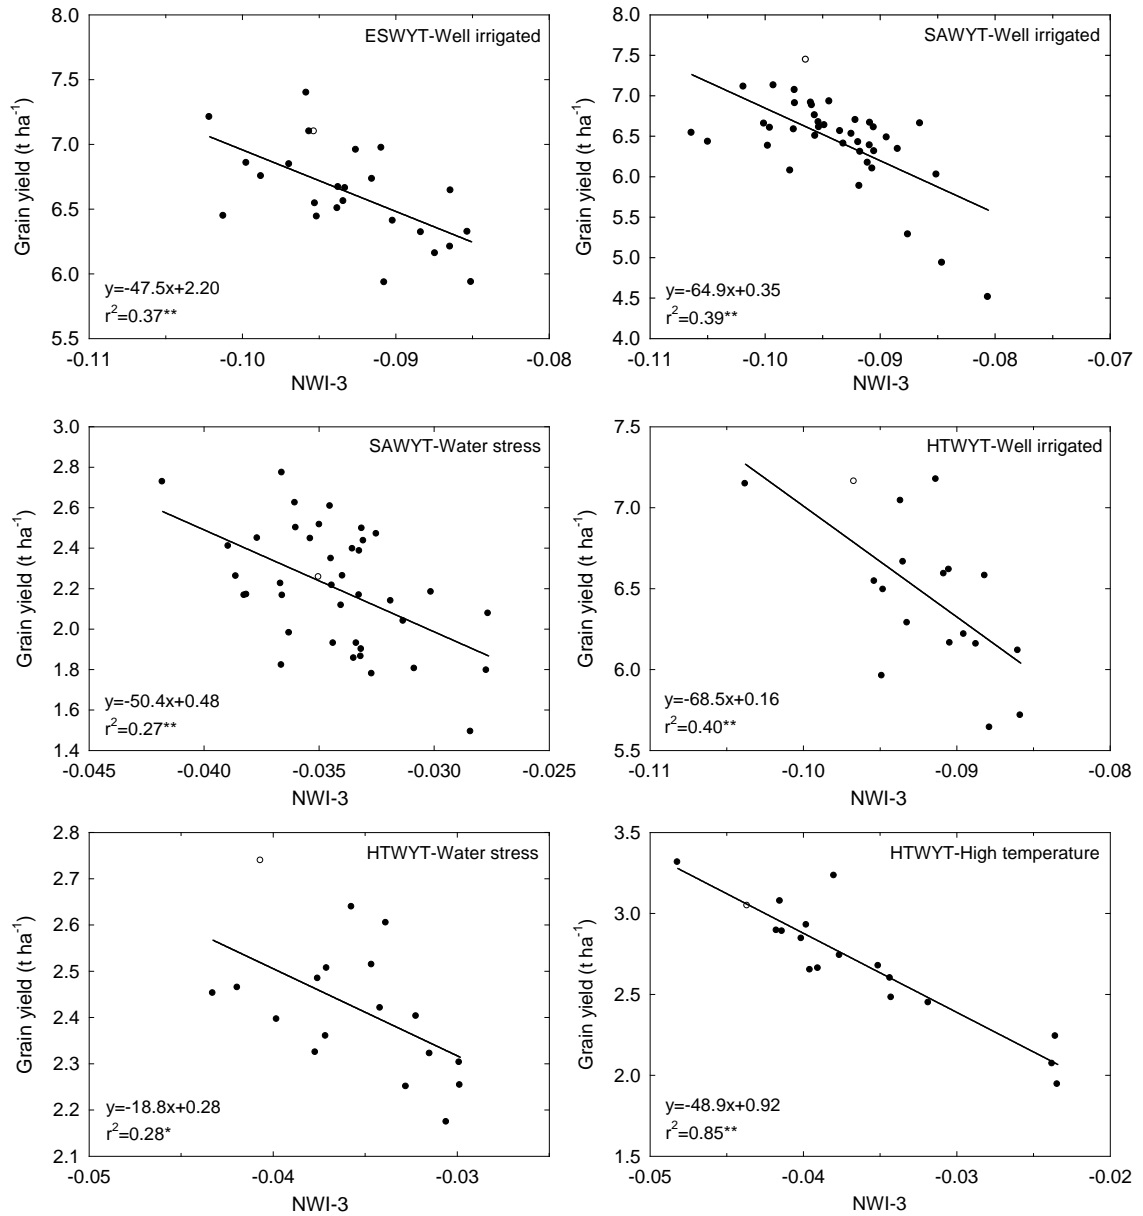 ESWYT-Well irrigated
8.0
7.5
7.0
6.5
6.0
5.5
Grain yield (t ha⁻¹)
y=-47.5x+2.20
r²=0.37**
-0.11
-0.10
-0.09
-0.08
NWI-3
SAWYT-Well irrigated
8.0
7.5
7.0
6.5
6.0
5.5
5.0
4.5
4.0
Grain yield (t ha⁻¹)
y=-64.9x+0.35
r²=0.39**
-0.11
-0.10
-0.09
-0.08
-0.07
NWI-3
SAWYT-Water stress
3.0
2.8
2.6
2.4
2.2
2.0
1.8
1.6
1.4
Grain yield (t ha⁻¹)
y=-50.4x+0.48
r²=0.27**
-0.045
-0.040
-0.035
-0.030
-0.025
NWI-3
HTWYT-Well irrigated
7.5
7.0
6.5
6.0
5.5
Grain yield (t ha⁻¹)
y=-68.5x+0.16
r²=0.40**
-0.11
-0.10
-0.09
-0.08
NWI-3
HTWYT-Water stress
2.8
2.7
2.6
2.5
2.4
2.3
2.2
2.1
Grain yield (t ha⁻¹)
y=-18.8x+0.28
r²=0.28*
-0.05
-0.04
-0.03
NWI-3
HTWYT-High temperature
3.5
3.0
2.5
2.0
1.5
Grain yield (t ha⁻¹)
y=-48.9x+0.92
r²=0.85**
-0.05
-0.04
-0.03
-0.02
NWI-3